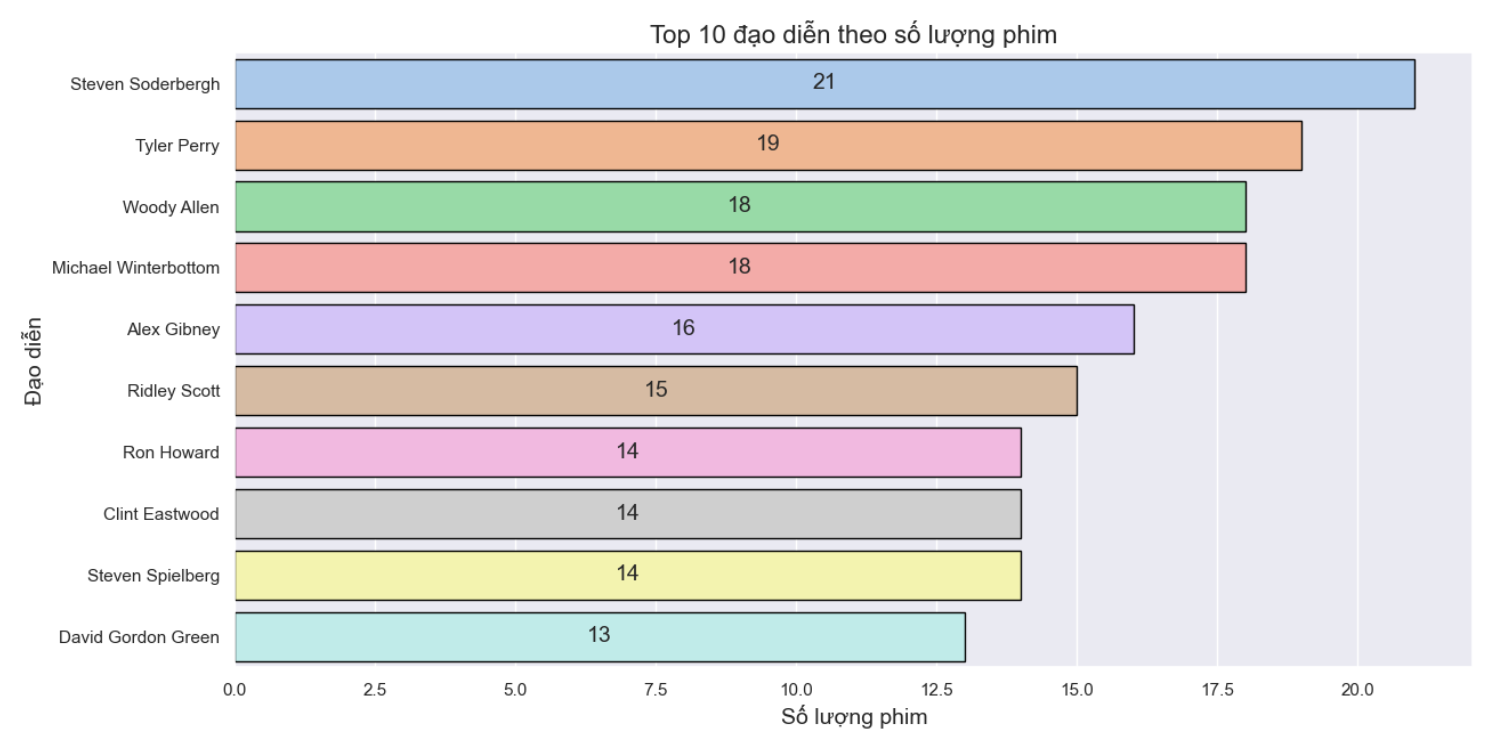 Top 10 đạo diễn theo số lượng phim
Đạo diễn
Steven Soderbergh 21
Tyler Perry 19
Woody Allen 18
Michael Winterbottom 18
Alex Gibney 16
Ridley Scott 15
Ron Howard 14
Clint Eastwood 14
Steven Spielberg 14
David Gordon Green 13
0.0 2.5 5.0 7.5 10.0 12.5 15.0 17.5 20.0
Số lượng phim